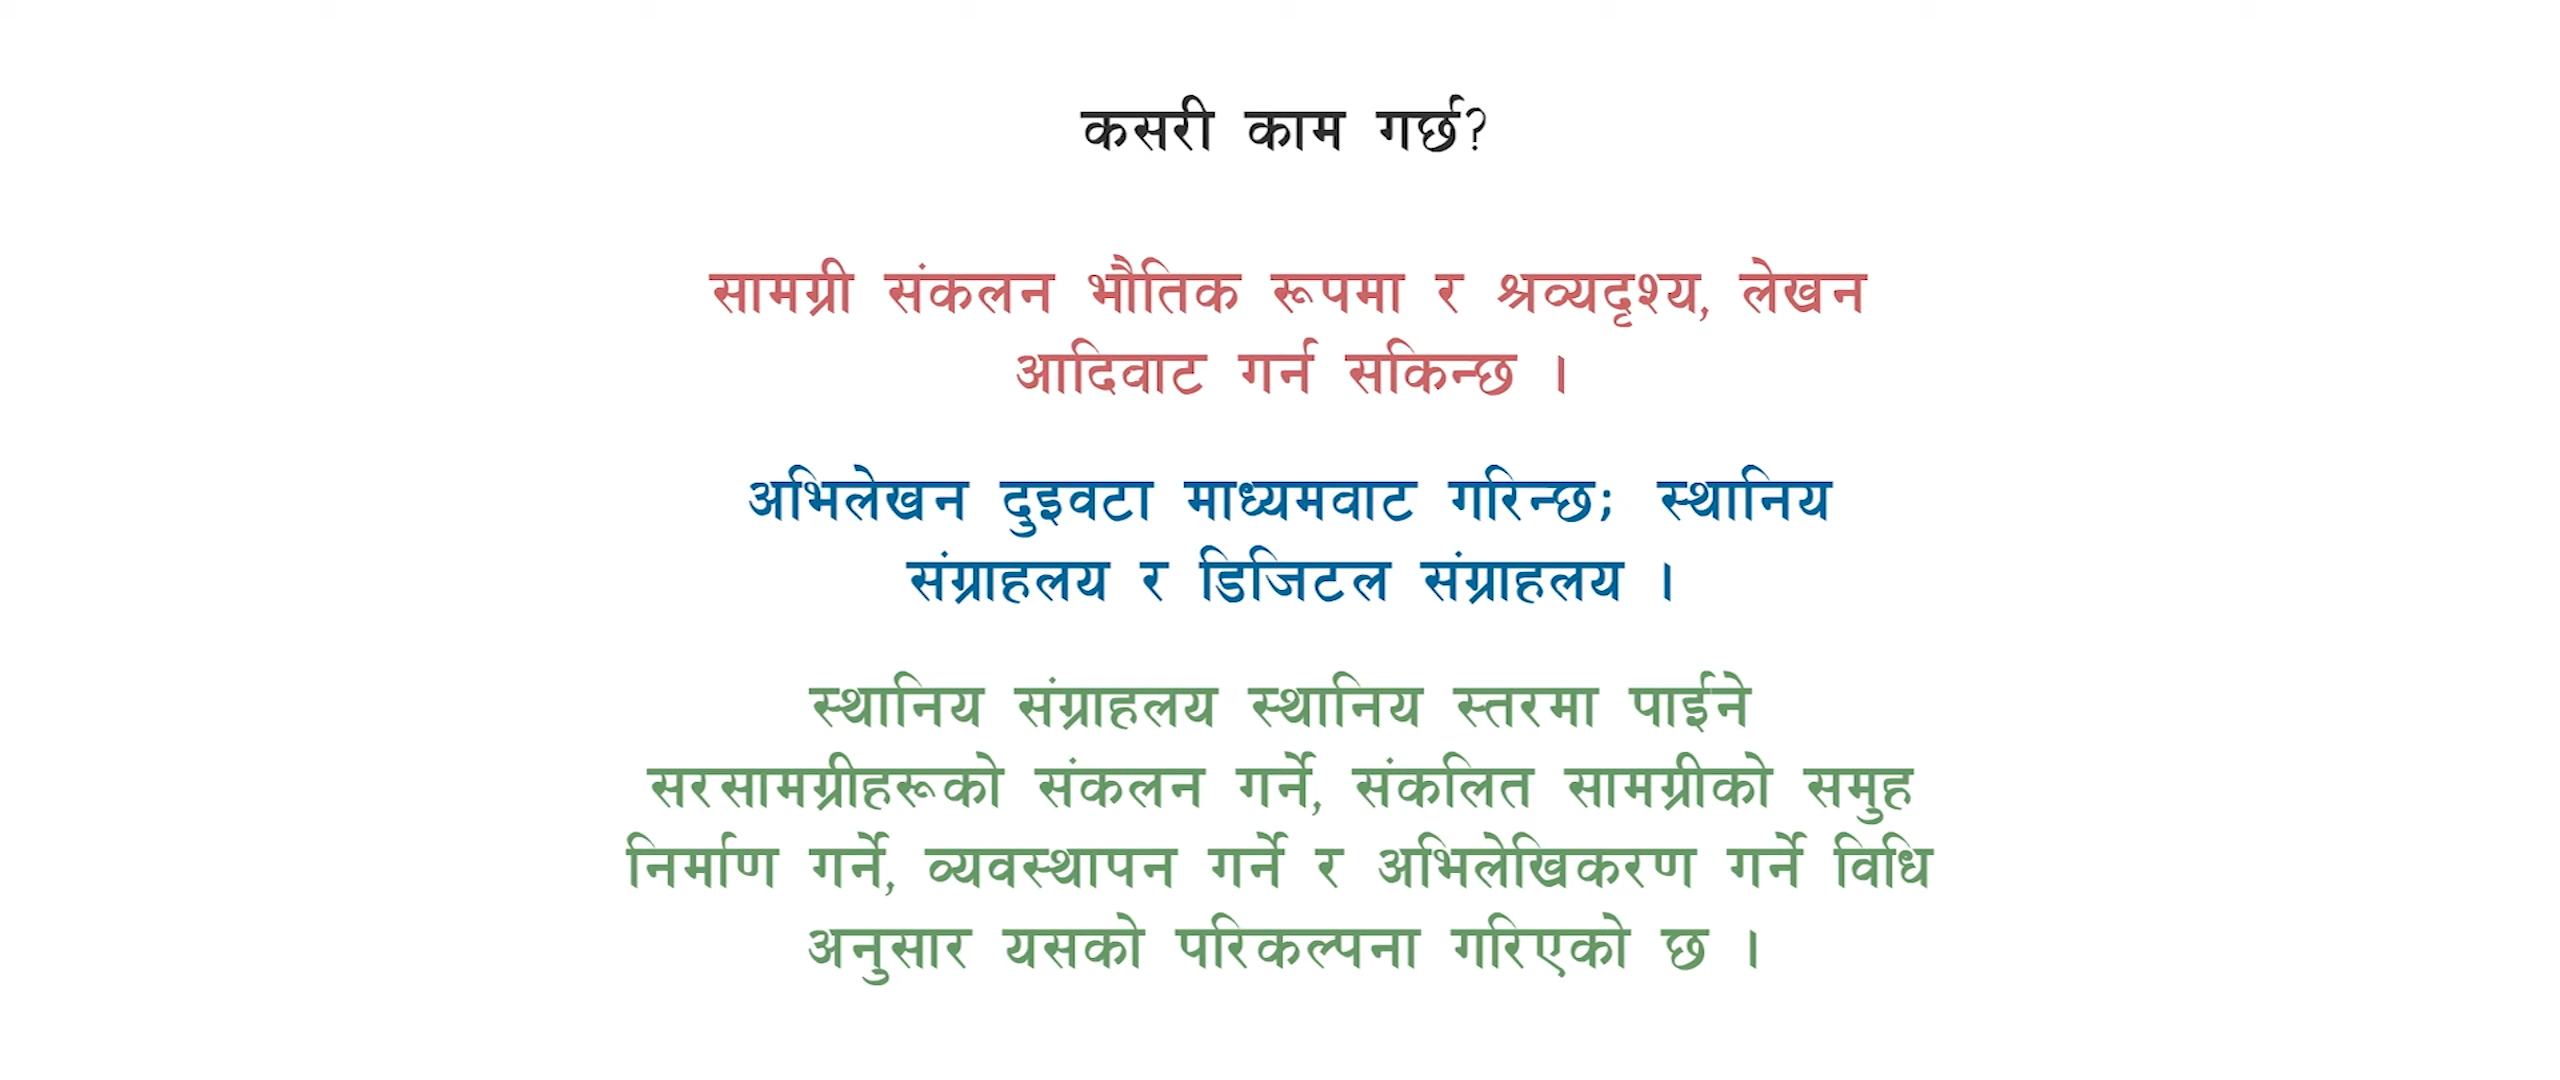 कसरी काम गर्छ?
सामग्री संकलन भौतिक रूपमा र श्रव्यदृश्य, लेखन
आदिवाट गर्न सकिन्छ ।
अभिलेखन दुइवटा माध्यमवाट गरिन्छ; स्थानिय
संग्राहलय र डिजिटल संग्राहलय ।
स्थानिय संग्राहलय स्थानिय स्तरमा पाईने
सरसामग्रीहरूको संकलन गर्ने, संकलित सामग्रीको समुह
निर्माण गर्ने, व्यवस्थापन गर्ने र अभिलेखिकरण गर्ने विधि
अनुसार यसको परिकल्पना गरिएको छ ।